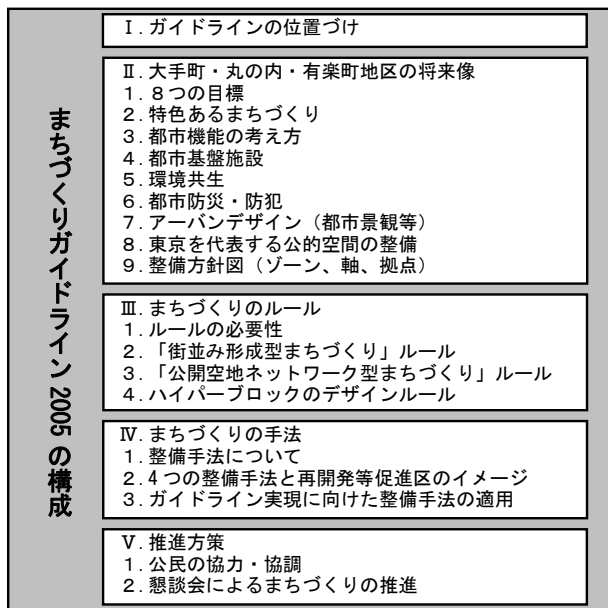 まちづくりガイドライン 2005 の構成
Ⅰ. ガイドラインの位置づけ
Ⅱ. 大手町・丸の内・有楽町地区の将来像
1. 8つの目標
2. 特色あるまちづくり
3. 都市機能の考え方
4. 都市基盤施設
5. 環境共生
6. 都市防災・防犯
7. アーバンデザイン(都市景観等)
8. 東京を代表する公的空間の整備
9. 整備方針図(ゾーン、軸、拠点)
Ⅲ. まちづくりのルール
1. ルールの必要性
2. 「街並み形成型まちづくり」ルール
3. 「公開空地ネットワーク型まちづくり」ルール
4. ハイパーブロックのデザインルール
Ⅳ. まちづくりの手法
1. 整備手法について
2. 4つの整備手法と再開発等促進区のイメージ
3. ガイドライン実現に向けた整備手法の適用
Ⅴ. 推進方策
1. 公民の協力・協調
2. 懇談会によるまちづくりの推進